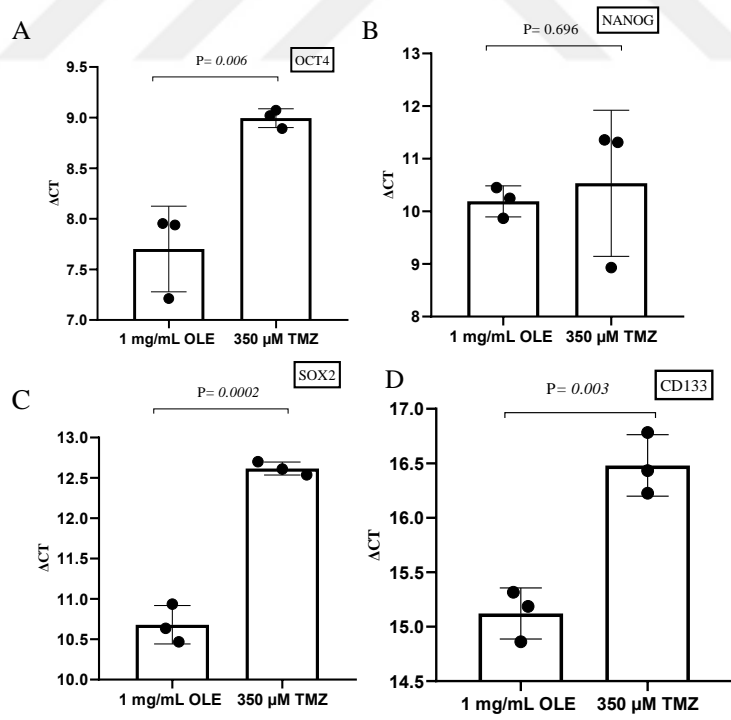 A
P= 0.006
OCT4
9.5
9.0
8.5
8.0
7.5
7.0
ΔCT
1 mg/mL OLE
350 µM TMZ
B
NANOG
P= 0.696
13
12
11
10
9
8
ΔCT
1 mg/mL OLE
350 µM TMZ
C
SOX2
P= 0.0002
13.0
12.5
12.0
11.5
11.0
10.5
10.0
ΔCT
1 mg/mL OLE
350 µM TMZ
D
P= 0.003
CD133
17.0
16.5
16.0
15.5
15.0
14.5
ΔCT
1 mg/mL OLE
350 µM TMZ